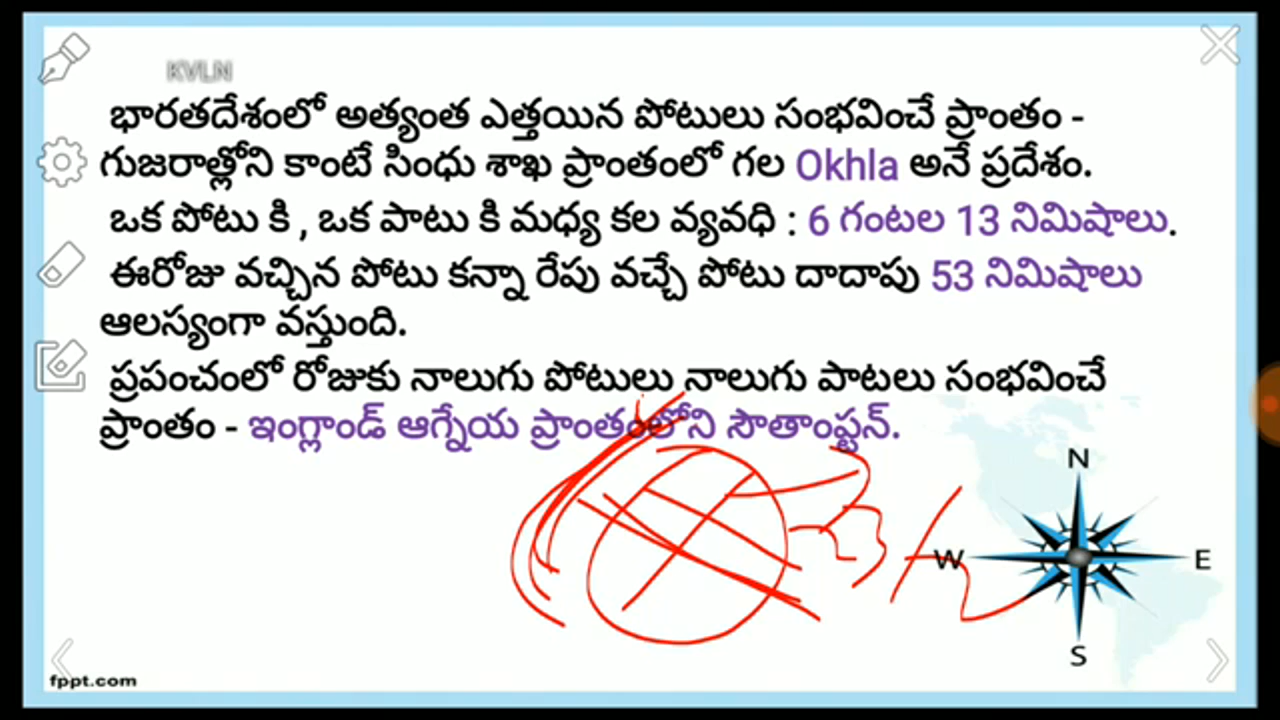 KVLN
భారతదేశంలో అత్యంత ఎత్తయిన పోటులు సంభవించే ప్రాంతం -
గుజరాత్లోని కాంటే సింధు శాఖ ప్రాంతంలో గల Okhla అనే ప్రదేశం.
ఒక పోటు కి , ఒక పాటు కి మధ్య కల వ్యవధి : 6 గంటల 13 నిమిషాలు.
ఈరోజు వచ్చిన పోటు కన్నా రేపు వచ్చే పోటు దాదాపు 53 నిమిషాలు
ఆలస్యంగా వస్తుంది.
ప్రపంచంలో రోజుకు నాలుగు పోటులు నాలుగు పాటలు సంభవించే
ప్రాంతం - ఇంగ్లాండ్ ఆగ్నేయ ప్రాంతంలోని సౌతాంప్టన్.
N
W
E
S
fppt.com